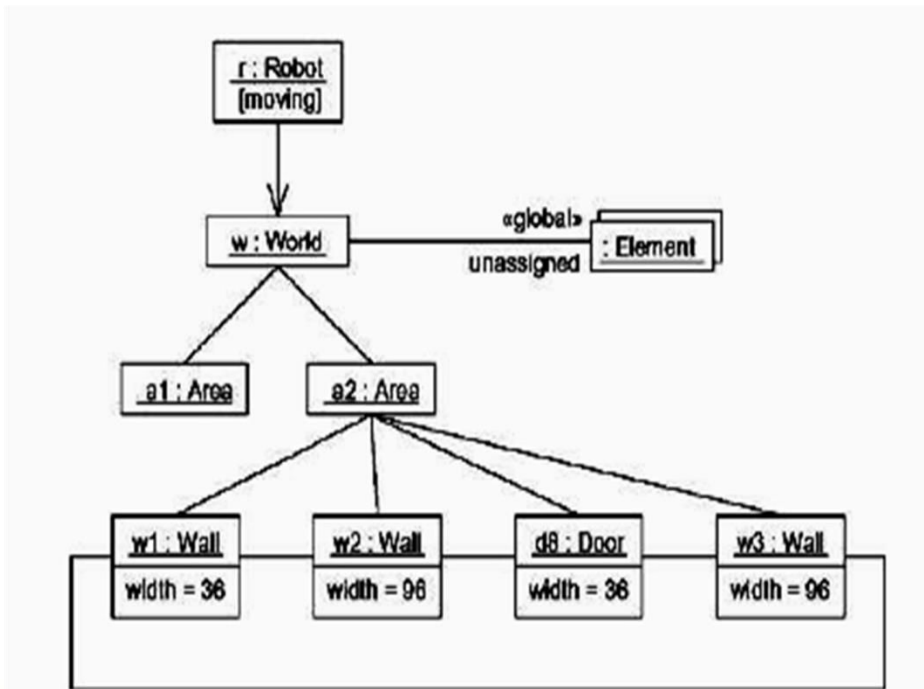 r : Robot
[moving]
«global»
w : World
: Element
unassigned
a1 : Area
a2 : Area
w1 : Wall
w2 : Wall
d8 : Door
w3 : Wall
width = 36
width = 96
width = 36
width = 96